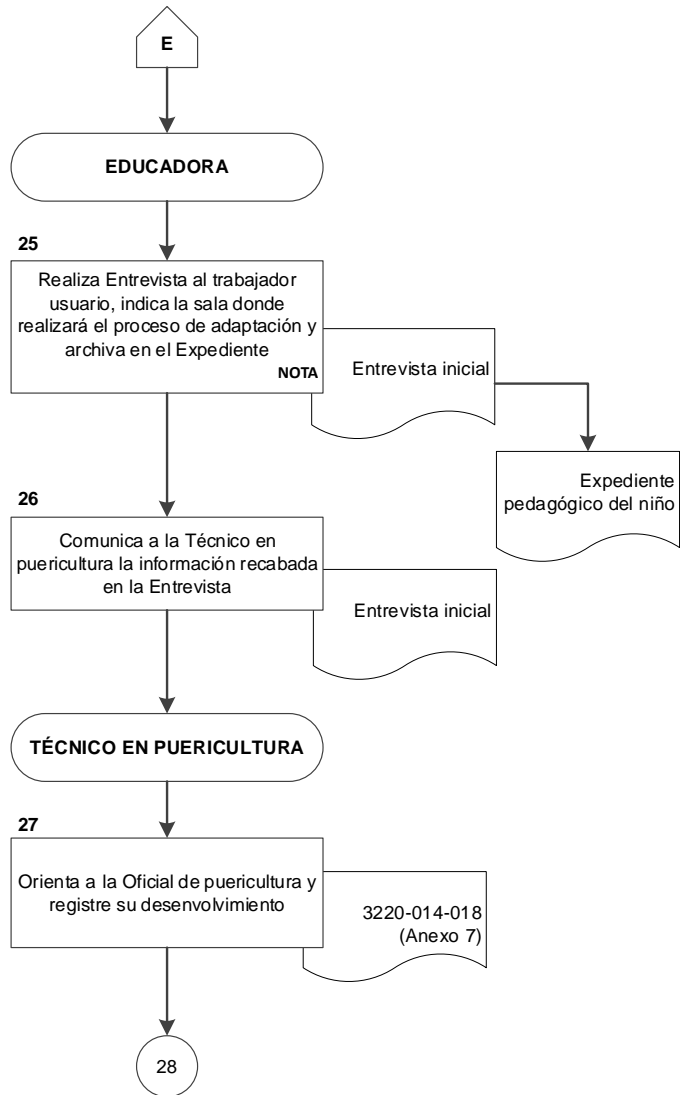 E
EDUCADORA
25
Realiza Entrevista al trabajador
usuario, indica la sala donde
realizará el proceso de adaptación y
archiva en el Expediente
NOTA
Entrevista inicial
Expediente
pedagógico del niño
26
Comunica a la Técnico en
puericultura la información recabada
en la Entrevista
Entrevista inicial
TÉCNICO EN PUERICULTURA
27
Orienta a la Oficial de puericultura y
registre su desenvolvimiento
3220-014-018
(Anexo 7)
28